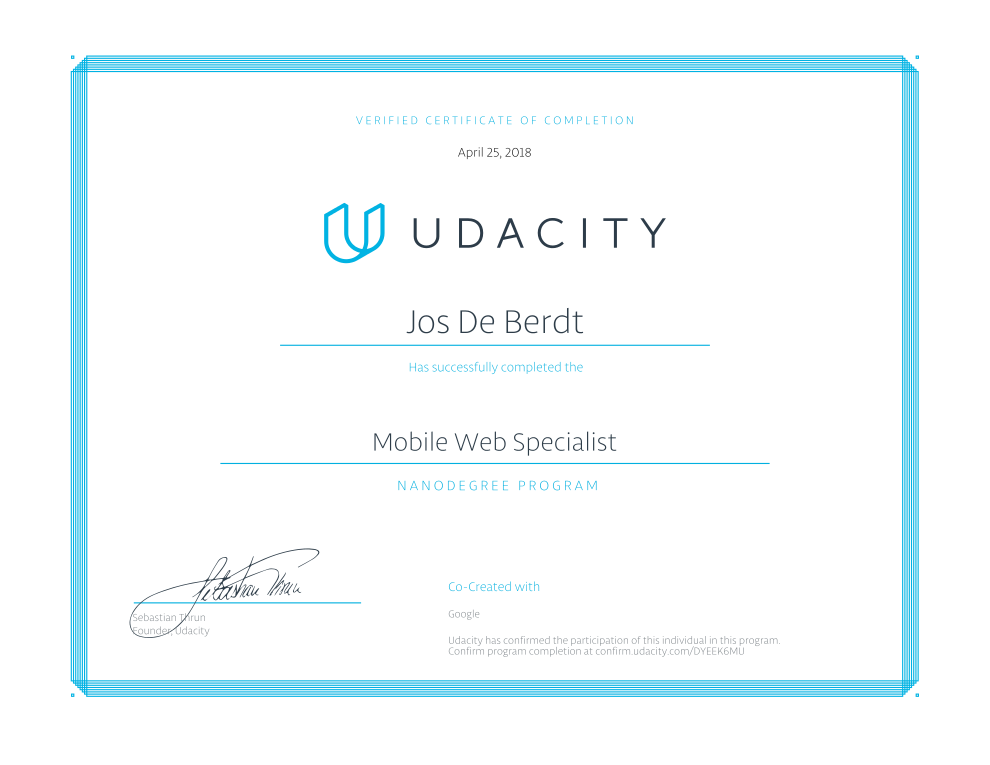 VERIFIED CERTIFICATE OF COMPLETION
April 25, 2018
UDACITY
Jos De Berdt
Has successfully completed the
Mobile Web Specialist
NANODEGREE PROGRAM
Sebastian Thrun
Sebastian Thrun
Founder, Udacity
Co-Created with
Google
Udacity has confirmed the participation of this individual in this program.
Confirm program completion at confirm.udacity.com/DYEEK6MU